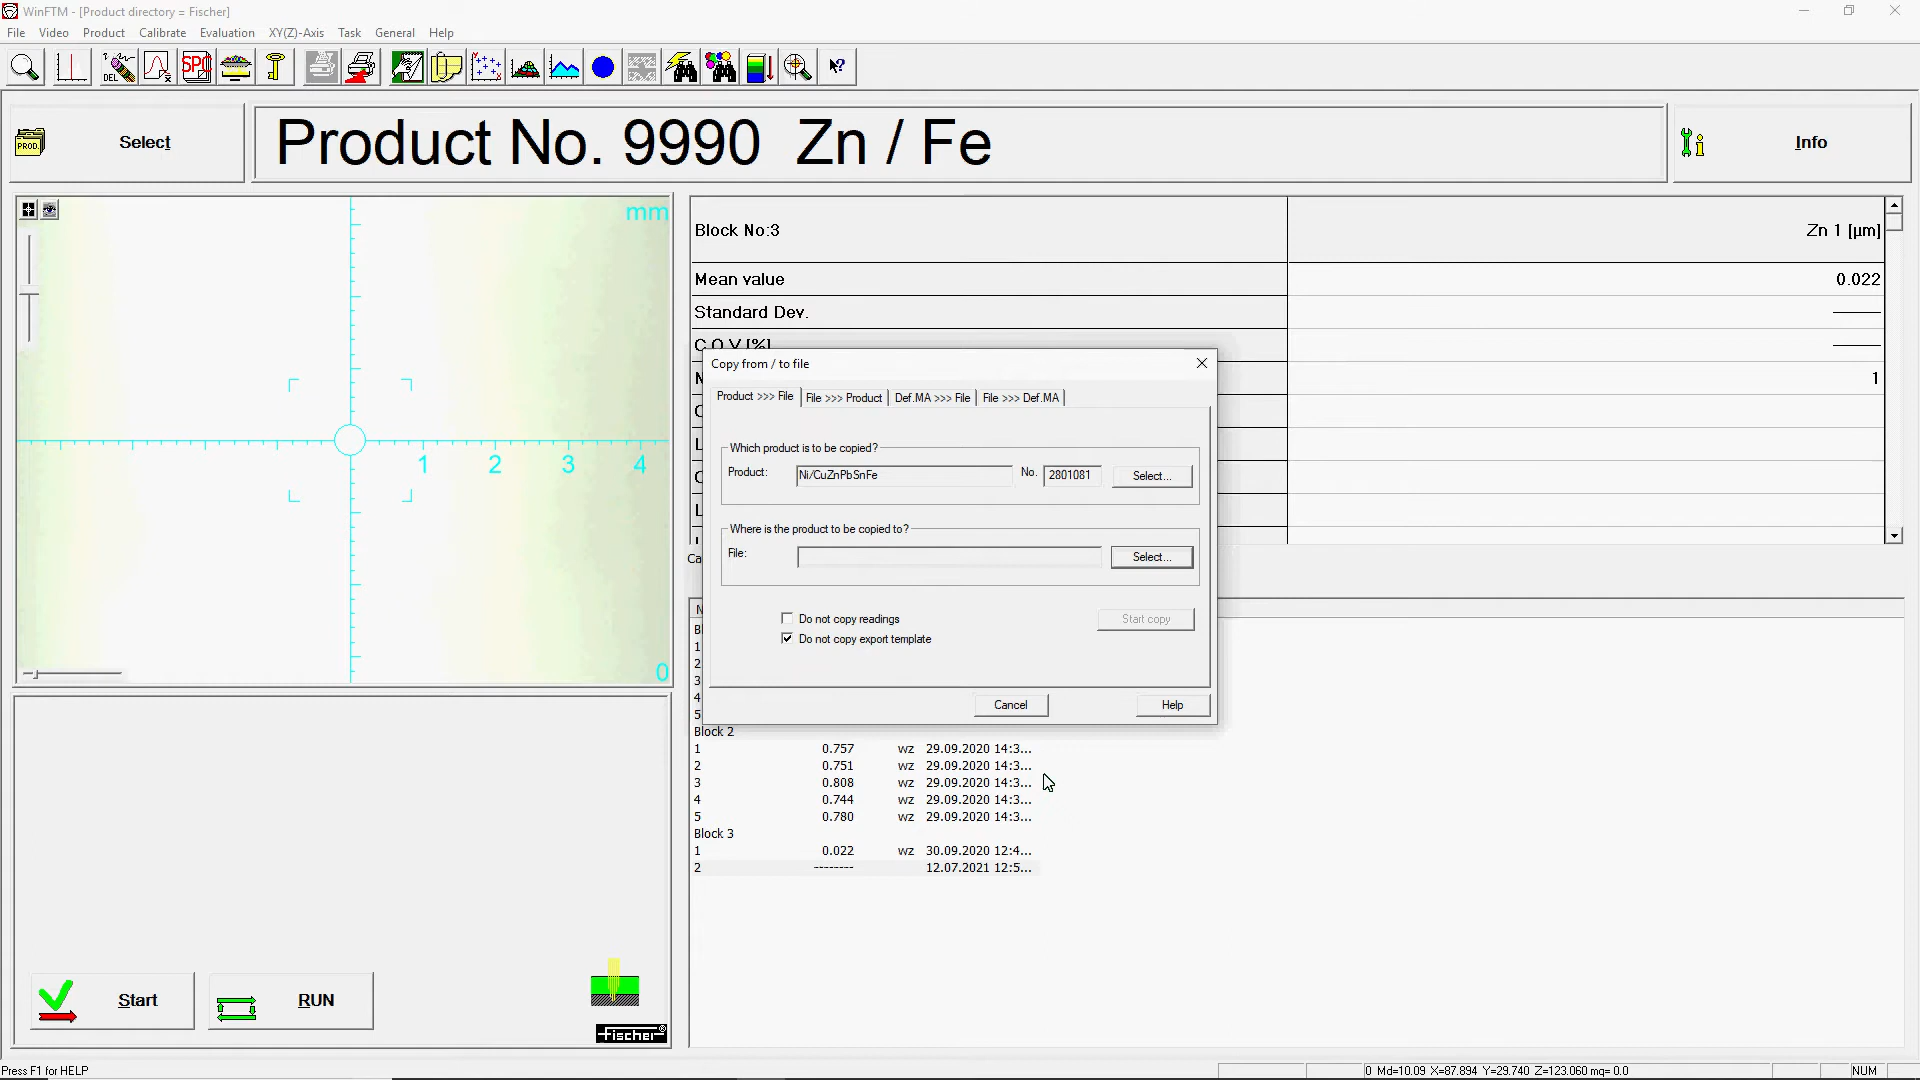 WinFTM - [Product directory = Fischer]
File Video Product Calibrate Evaluation XY(Z)-Axis Task General Help
DEL SPC
PROD. Select
Product No. 9990 Zn / Fe
Info
mm
1 2 3 4
0
Block No:3 Zn 1 [µm]
Mean value 0.022
Standard Dev. ———
C.O.V.[%] ———
1
Copy from / to file
Product >>> File File >>> Product Def.MA >>> File File >>> Def.MA
Which product is to be copied?
Product: Ni/CuZnPbSnFe No. 2801081 Select...
Where is the product to be copied to?
File: Select...
Do not copy readings Start copy
Do not copy export template
Cancel Help
1
2
3
4
5
Block 2
1 0.757 wz 29.09.2020 14:3...
2 0.751 wz 29.09.2020 14:3...
3 0.808 wz 29.09.2020 14:3...
4 0.744 wz 29.09.2020 14:3...
5 0.780 wz 29.09.2020 14:3...
Block 3
1 0.022 wz 30.09.2020 12:4...
2 -------- 12.07.2021 12:5...
Start RUN
fischer®
Press F1 for HELP
0 Md=10.09 X=87.894 Y=29.740 Z=123.060 mq= 0.0 NUM